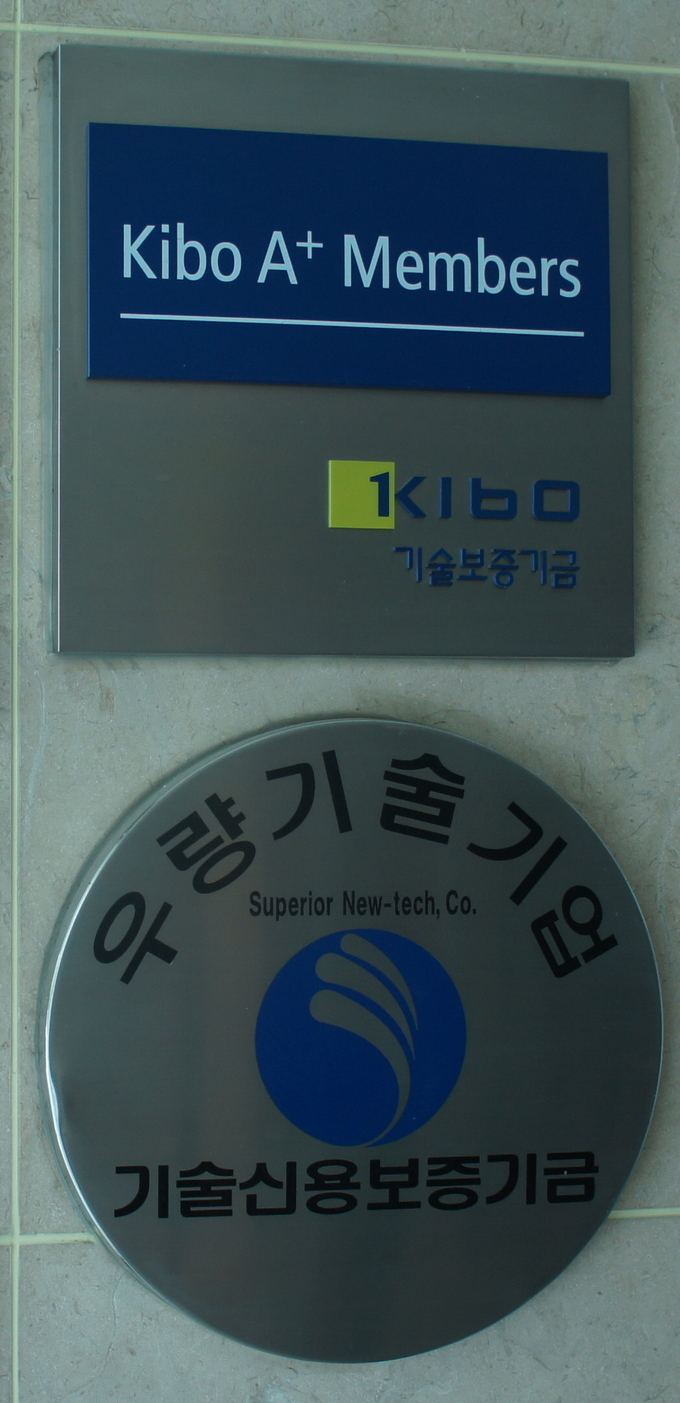 Kibo A+ Members
1KIbO
기술보증기금
우량기술기업
Superior New-tech, Co.
기술신용보증기금